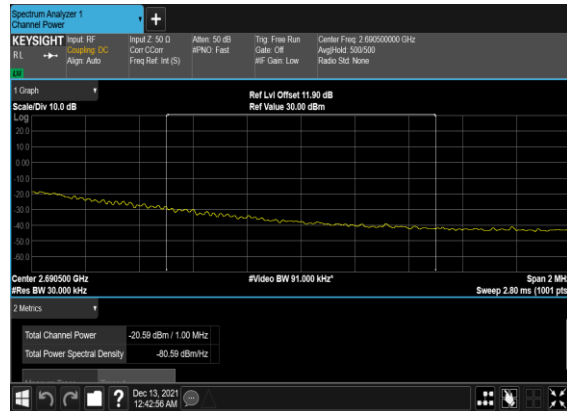 Spectrum Analyzer 1
Channel Power
+
KEYSIGHT Input: RF Input Z: 50 Ω Atten: 50 dB Trig: Free Run Center Freq: 2.690500000 GHz
RL Coupling: DC Corr CCorr #PNO: Fast Gate: Off Avg|Hold: 500/500
Align: Auto Freq Ref: Int (S) #IF Gain: Low Radio Std: None
1 Graph
Ref Lvl Offset 11.90 dB
Scale/Div 10.0 dB Ref Value 30.00 dBm
Log
20.0
10.0
0.00
-10.0
-20.0
-30.0
-40.0
-50.0
-60.0
Center 2.690500 GHz #Video BW 91.000 kHz* Span 2 MHz
#Res BW 30.000 kHz Sweep 2.80 ms (1001 pts
2 Metrics
Total Channel Power -20.59 dBm / 1.00 MHz
Total Power Spectral Density -80.59 dBm/Hz
?
Dec 13, 2021
12:42:56 AM